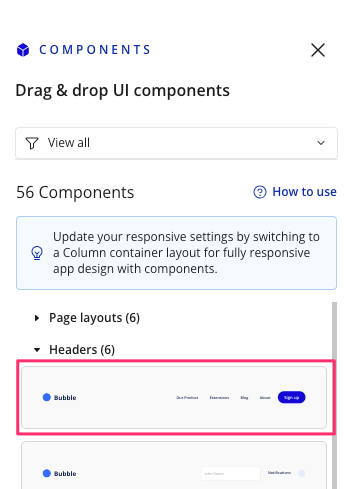 COMPONENTS
Drag & drop UI components
View all
56 Components
How to use
Update your responsive settings by switching to
a Column container layout for fully responsive
app design with components.
Page layouts (6)
Headers (6)
Bubble Our Product Extensions Blog About Sign up
Bubble Notifications